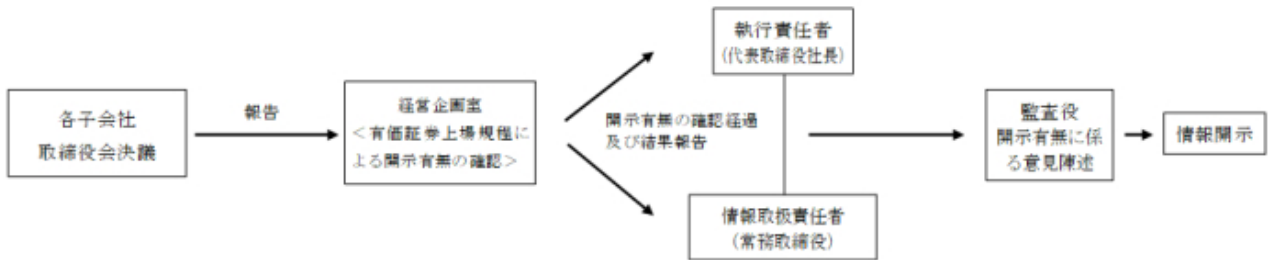 各子会社
取締役会決議
報告
経営企画室
＜有価証券上場規程に
よる開示有無の確認＞
執行責任者
(代表取締役社長)
開示有無の確認経過
及び結果報告
情報取扱責任者
(常務取締役)
監査役
開示有無に係
る意見陳述
情報開示